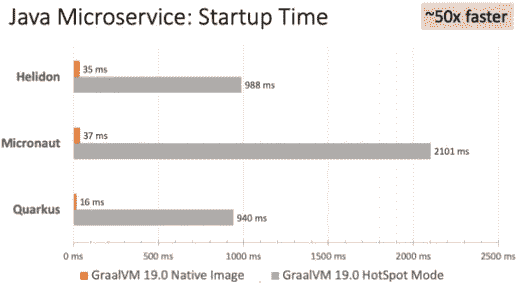 Java Microservice: Startup Time
~50x faster
Helidon
35 ms
988 ms
Micronaut
37 ms
2101 ms
Quarkus
16 ms
940 ms
0 ms 500 ms 1000 ms 1500 ms 2000 ms 2500 ms
GraalVM 19.0 Native Image GraalVM 19.0 HotSpot Mode